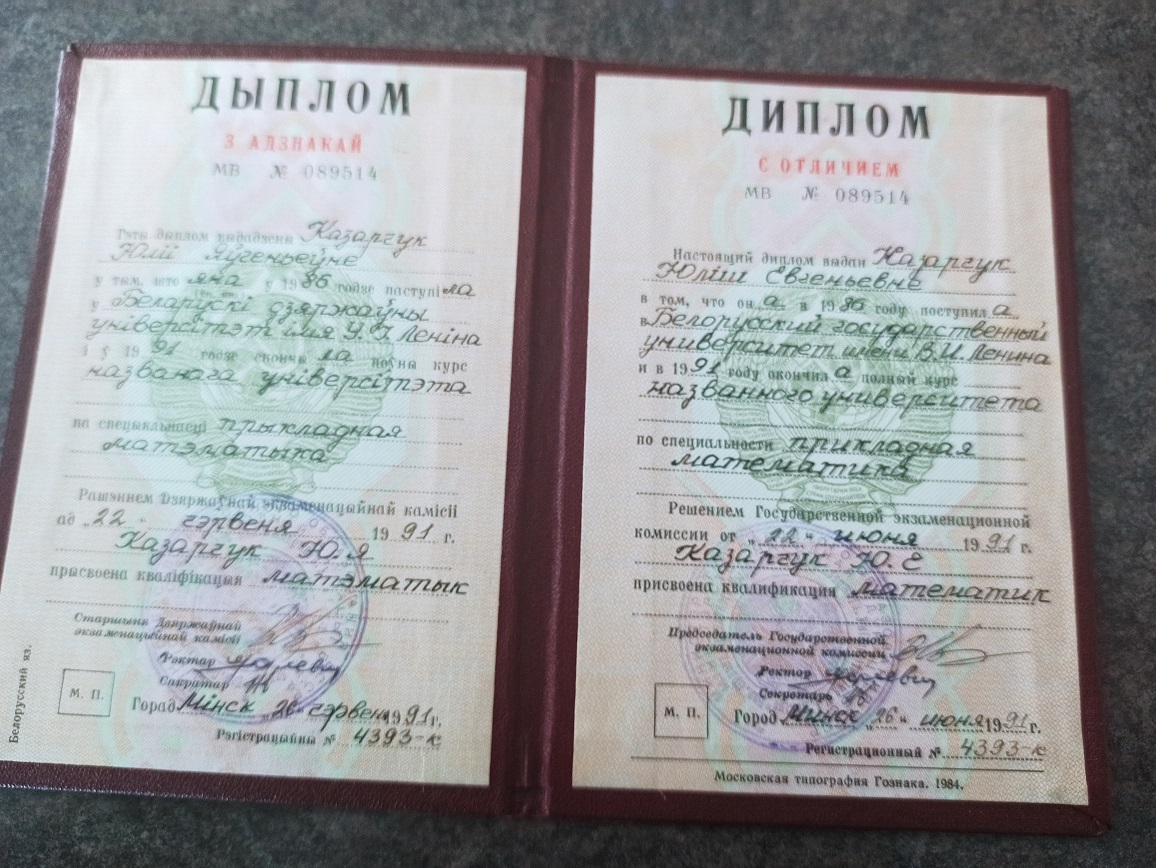 ДЫПЛОМ
З АДЗНАКАЙ
МВ № 089514
Гэты дыплом выдадзены Казарчук
Юліі Яўгеньеўне
у тым, што яна у 1986 годзе паступіла
у Беларускі дзяржаўны
універсітэт імя У. І. Леніна
і ў 1991 годзе скончыла поўны курс
названага універсітэта
па спецыяльнасці прыкладная
матэматыка
Рашэннем Дзяржаўнай экзаменацыйнай камісіі
ад „22" чэрвеня 1991 г.
Казарчук Ю. Я
прысвоена кваліфікацыя матэматык
Старшыня Дзяржаўнай
экзаменацыйнай камісіі
Рэктар
Сакратар
М. П.
Горад Мінск „26" чэрвеня 1991 г.
Рэгістрацыйны № 4393-к
Белорусский яз.
ДИПЛОМ
С ОТЛИЧИЕМ
МВ № 089514
Настоящий диплом выдан Казарчук
Юлии Евгеньевне
в том, что он а в 1986 году поступил а
в Белорусский государственный
университет имени В. И. Ленина
и в 1991 году окончил а полный курс
названного университета
по специальности прикладная
математика
Решением Государственной экзаменационной
комиссии от „22" июня 1991 г.
Казарчук Ю. Е
присвоена квалификация математик
Председатель Государственной
экзаменационной комиссии
Ректор
Секретарь
М. П.
Город Минск „26" июня 1991 г.
Регистрационный № 4393-к
Московская типография Гознака. 1984.